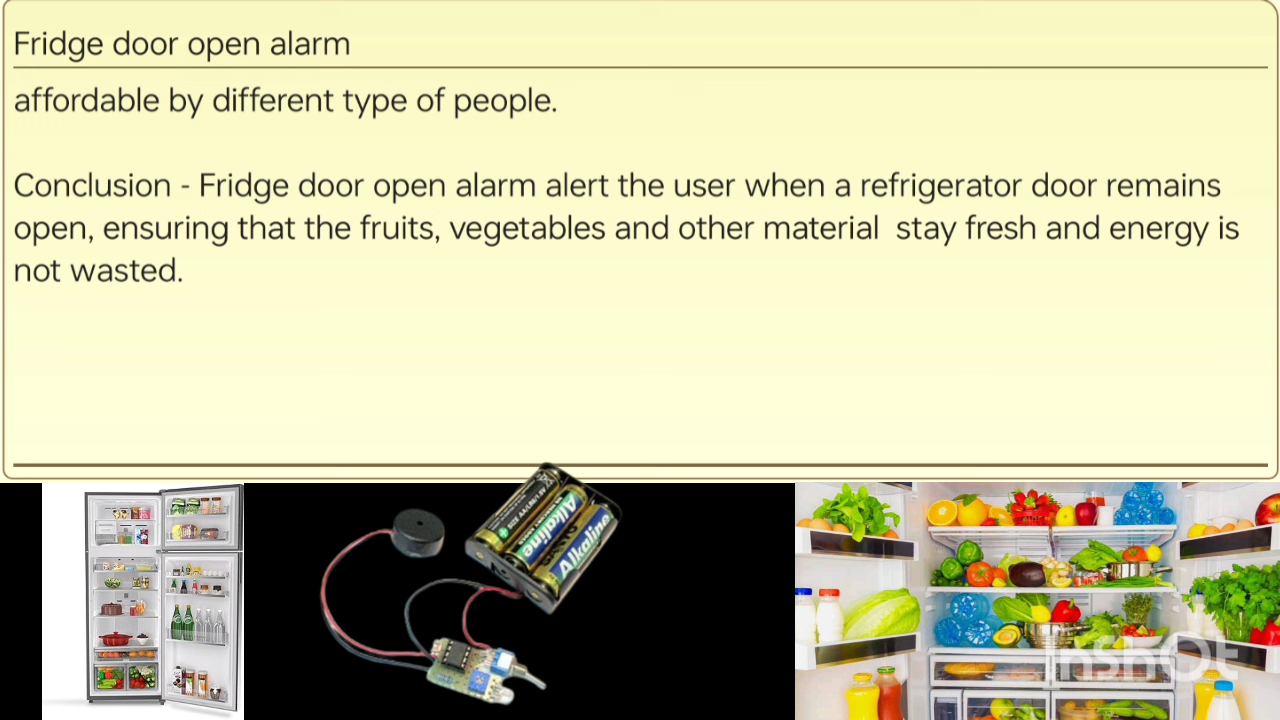 Fridge door open alarm
affordable by different type of people.
Conclusion - Fridge door open alarm alert the user when a refrigerator door remains
open, ensuring that the fruits, vegetables and other material  stay fresh and energy is
not wasted.
Alkaline
Alkaline
InShOt